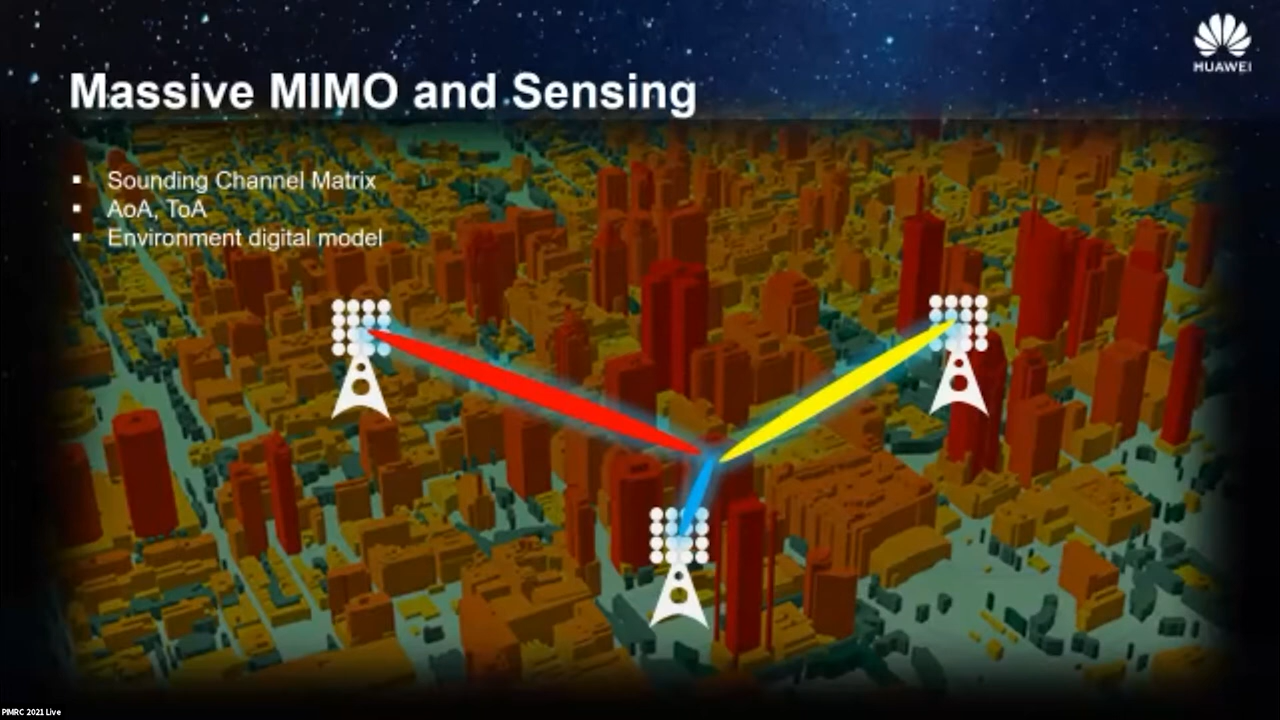 HUAWEI
Massive MIMO and Sensing
▪ Sounding Channel Matrix
▪ AoA, ToA
▪ Environment digital model
PIMRC 2021 Live